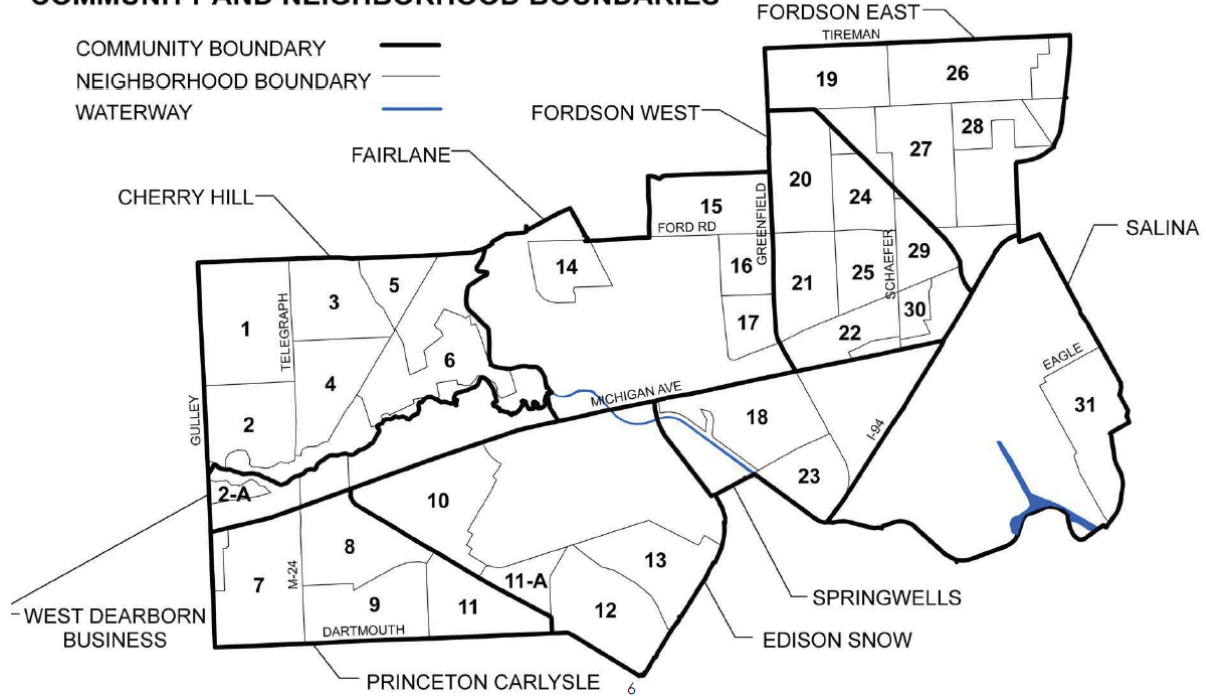 COMMUNITY AND NEIGHBORHOOD BOUNDARIES
COMMUNITY BOUNDARY
NEIGHBORHOOD BOUNDARY
WATERWAY
FORDSON EAST
TIREMAN
19
26
FORDSON WEST
28
27
FAIRLANE
20
24
CHERRY HILL
15
FORD RD
GREENFIELD
SALINA
14
16
21
25
SCHAEFER
29
5
3
1
TELEGRAPH
17
22
30
6
4
EAGLE
31
MICHIGAN AVE
18
I-94
GULLEY
2
23
2-A
10
8
13
7
M-24
11-A
9
11
12
DARTMOUTH
WEST DEARBORN
BUSINESS
SPRINGWELLS
EDISON SNOW
PRINCETON CARLYSLE
6